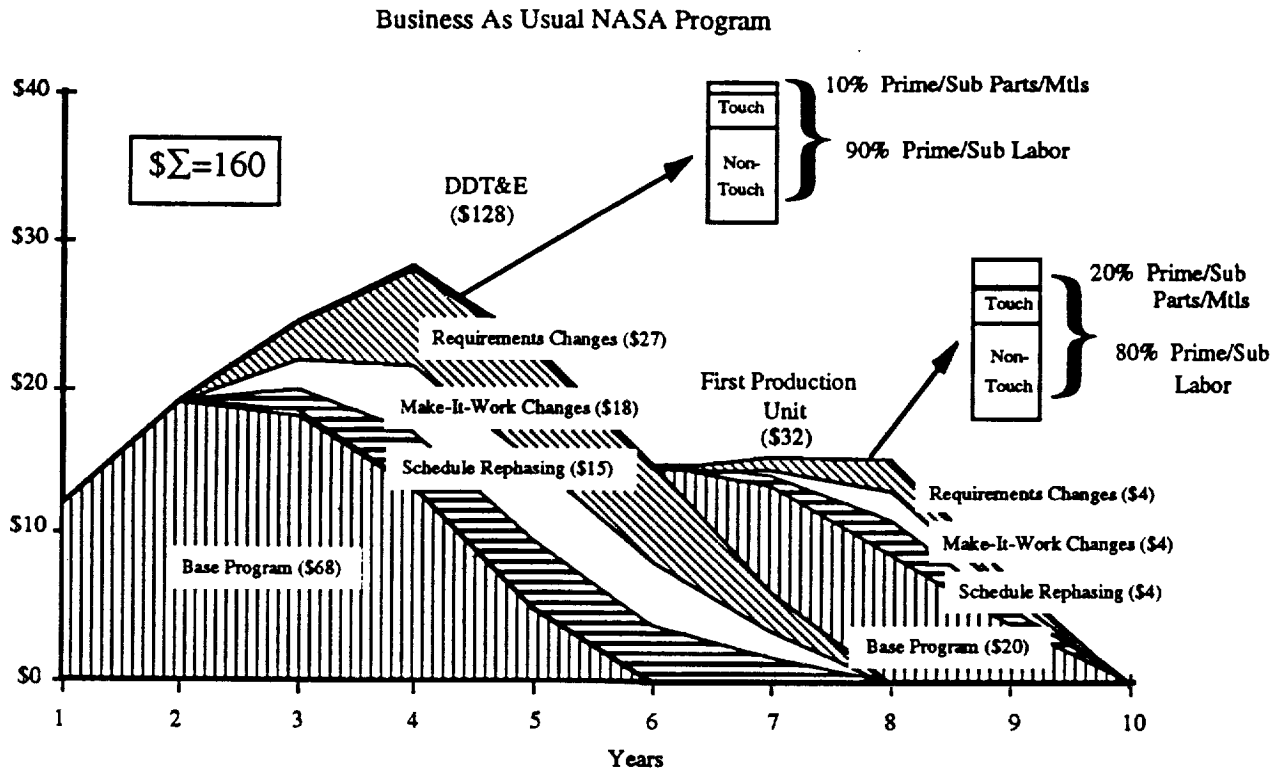 Business As Usual NASA Program
$40
$30
$20
$10
$0
$Σ=160
DDT&E
($128)
Touch
Non-
Touch
10% Prime/Sub Parts/Mtls
90% Prime/Sub Labor
First Production
Unit
($32)
Touch
Non-
Touch
20% Prime/Sub
Parts/Mtls
80% Prime/Sub
Labor
Requirements Changes ($27)
Make-It-Work Changes ($18)
Schedule Rephasing ($15)
Base Program ($68)
Requirements Changes ($4)
Make-It-Work Changes ($4)
Schedule Rephasing ($4)
Base Program ($20)
1 2 3 4 5 6 7 8 9 10
Years